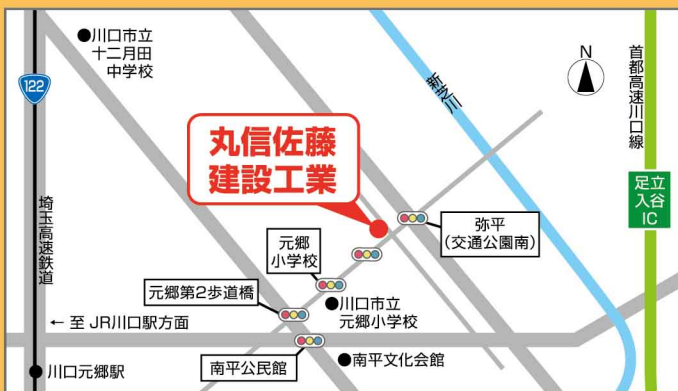 川口市立
十二月田
中学校
122
新芝川
N
首都高速川口線
丸信佐藤
建設工業
足立
入谷
IC
弥平
(交通公園南)
埼玉高速鉄道
元郷
小学校
元郷第2歩道橋
川口市立
元郷小学校
← 至 JR川口駅方面
南平公民館
南平文化会館
川口元郷駅